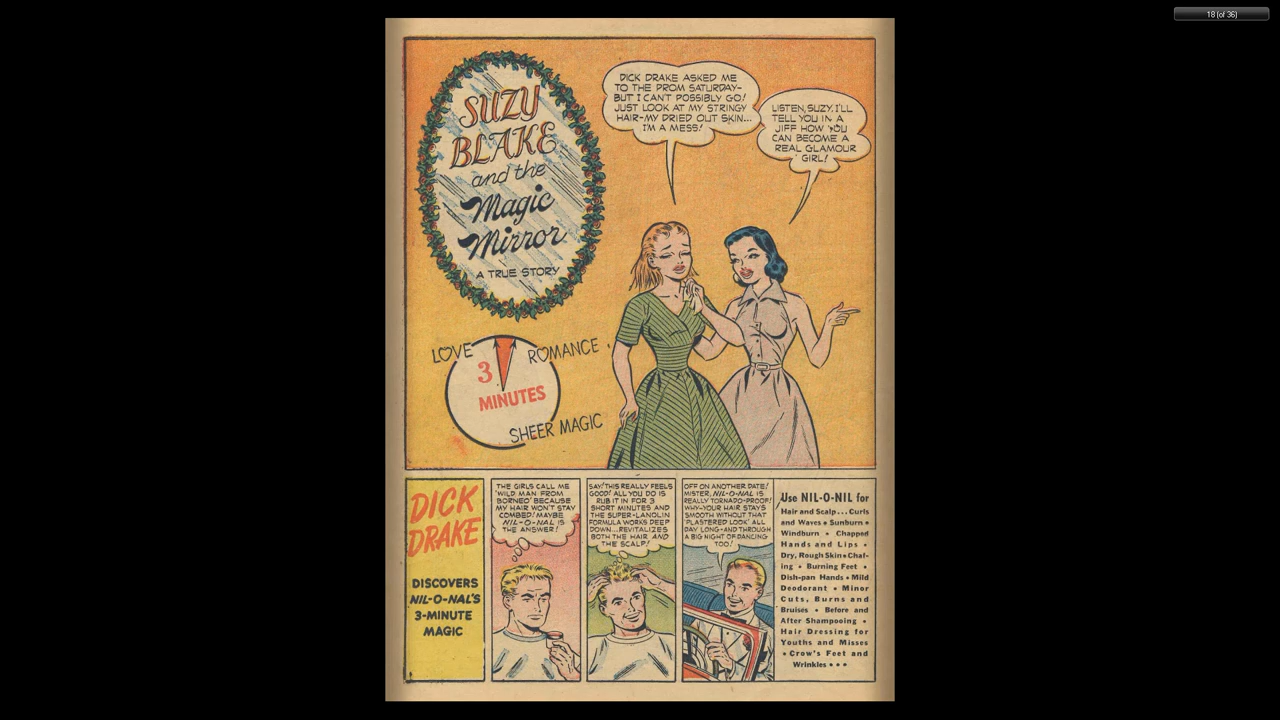 18 (of 36)
SUZY
BLAKE
and the
Magic
Mirror
A TRUE STORY
DICK DRAKE ASKED ME
TO THE PROM SATURDAY-
BUT I CAN'T POSSIBLY GO!
JUST LOOK AT MY STRINGY
HAIR-MY DRIED OUT SKIN...
I'M A MESS!
LISTEN, SUZY, I'LL
TELL YOU IN A
JIFF HOW YOU
CAN BECOME A
REAL GLAMOUR
GIRL!
LOVE
ROMANCE
3
MINUTES
SHEER MAGIC
DICK
DRAKE
DISCOVERS
NIL-O-NAL'S
3-MINUTE
MAGIC
THE GIRLS CALL ME
'WILD MAN FROM
BORNEO' BECAUSE
MY HAIR WON'T STAY
COMBED! MAYBE
NIL-O-NAL IS
THE ANSWER!
SAY! THIS REALLY FEELS
GOOD! ALL YOU DO IS
RUB IT IN FOR 3
SHORT MINUTES AND
THE SUPER-LANOLIN
FORMULA WORKS DEEP
DOWN...REVITALIZES
BOTH THE HAIR AND
THE SCALP!
OFF ON ANOTHER DATE!
MISTER, NIL-O-NAL IS
REALLY TORNADO-PROOF!
WHY-YOUR HAIR STAYS
SMOOTH WITHOUT THAT
'PLASTERED LOOK' ALL
DAY LONG-AND THROUGH
A BIG NIGHT OF DANCING
TOO!
Use NIL-O-NIL for
Hair and Scalp . . . Curls
and Waves • Sunburn •
Windburn • Chapped
Hands and Lips •
Dry, Rough Skin • Chaf-
ing • Burning Feet •
Dish-pan Hands • Mild
Deodorant • Minor
Cuts, Burns and
Bruises • Before and
After Shampooing •
Hair Dressing for
Youths and Misses
• Crow's Feet and
Wrinkles • • •